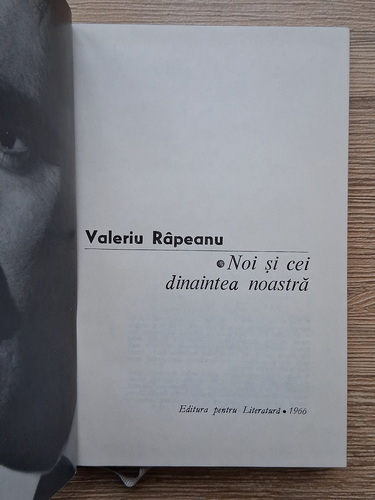 Valeriu Râpeanu
Noi și cei
dinaintea noastră
Editura pentru Literatură • 1966